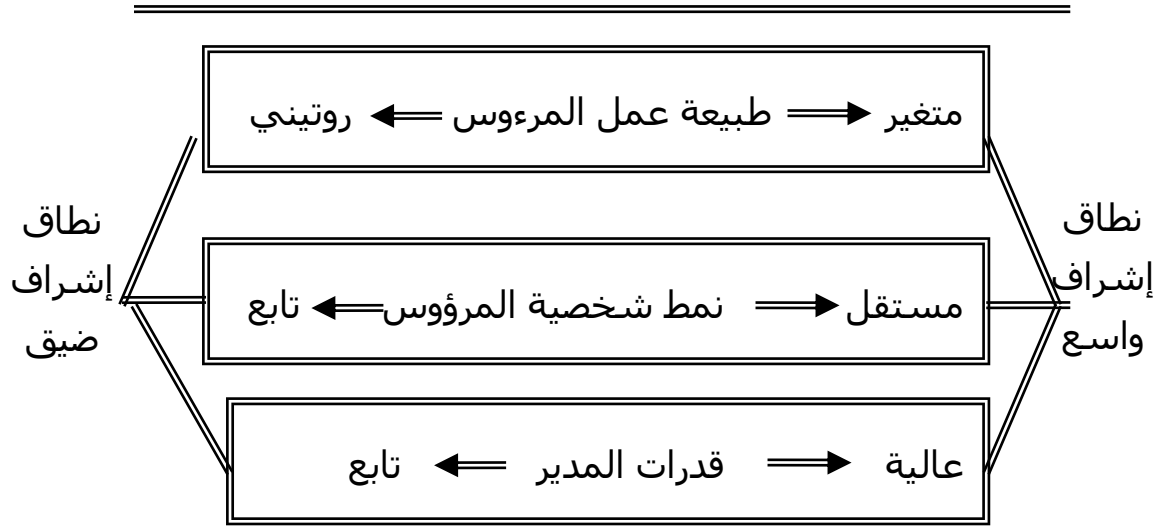 متغير طبيعة عمل المرءوس روتيني
نطاق
إشراف
واسع
مستقل نمط شخصية المرؤوس تابع
نطاق
إشراف
ضيق
عالية قدرات المدير تابع